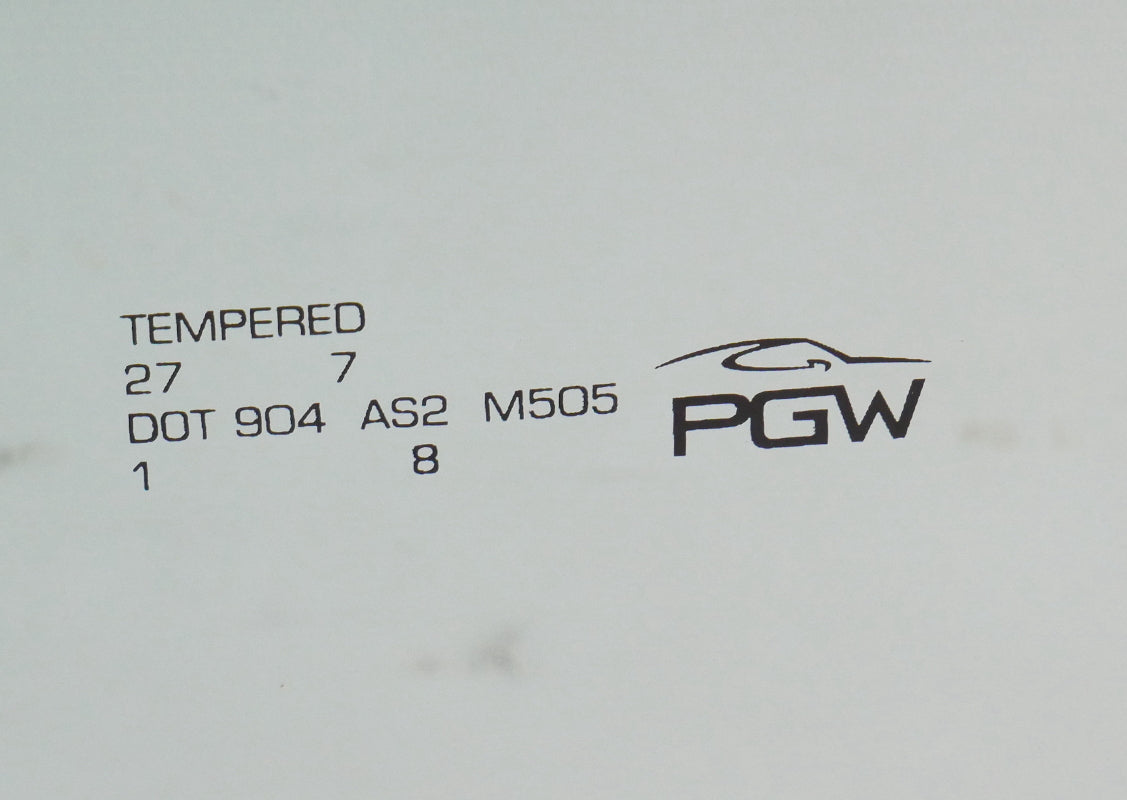 TEMPERED
27 7
DOT 904 AS2 M505
1 8
PGW